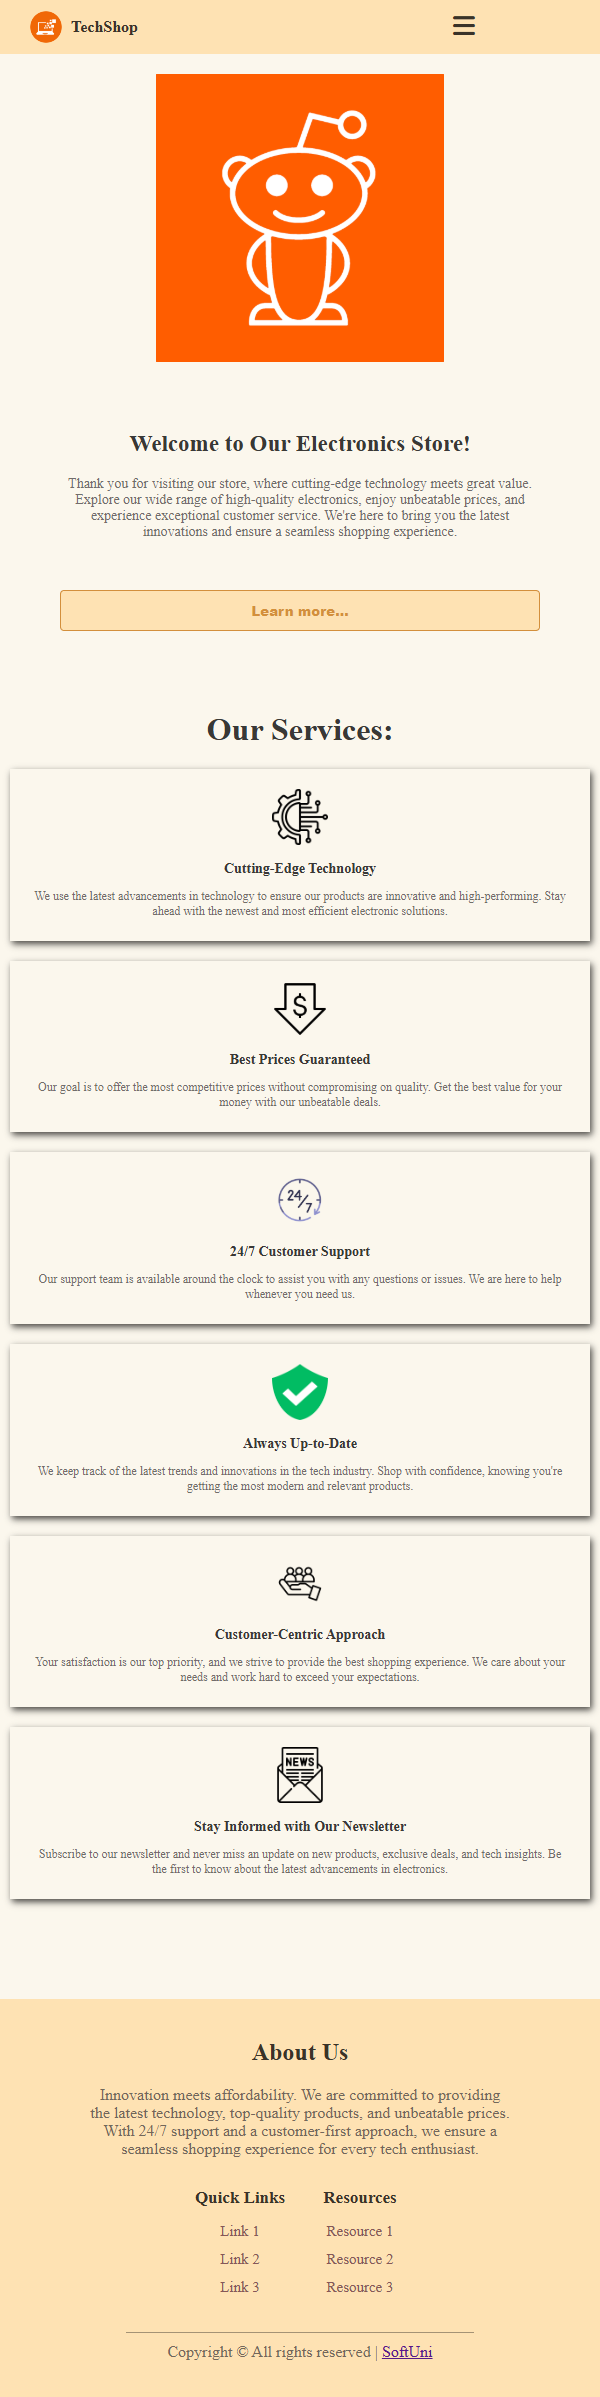 TechShop
Welcome to Our Electronics Store!
Thank you for visiting our store, where cutting-edge technology meets great value.
Explore our wide range of high-quality electronics, enjoy unbeatable prices, and
experience exceptional customer service. We're here to bring you the latest
innovations and ensure a seamless shopping experience.
Learn more...
Our Services:
Cutting-Edge Technology
We use the latest advancements in technology to ensure our products are innovative and high-performing. Stay
ahead with the newest and most efficient electronic solutions.
$
Best Prices Guaranteed
Our goal is to offer the most competitive prices without compromising on quality. Get the best value for your
money with our unbeatable deals.
24/7
24/7 Customer Support
Our support team is available around the clock to assist you with any questions or issues. We are here to help
whenever you need us.
Always Up-to-Date
We keep track of the latest trends and innovations in the tech industry. Shop with confidence, knowing you're
getting the most modern and relevant products.
Customer-Centric Approach
Your satisfaction is our top priority, and we strive to provide the best shopping experience. We care about your
needs and work hard to exceed your expectations.
NEWS
Stay Informed with Our Newsletter
Subscribe to our newsletter and never miss an update on new products, exclusive deals, and tech insights. Be
the first to know about the latest advancements in electronics.
About Us
Innovation meets affordability. We are committed to providing
the latest technology, top-quality products, and unbeatable prices.
With 24/7 support and a customer-first approach, we ensure a
seamless shopping experience for every tech enthusiast.
Quick Links
Link 1
Link 2
Link 3
Resources
Resource 1
Resource 2
Resource 3
Copyright © All rights reserved | SoftUni